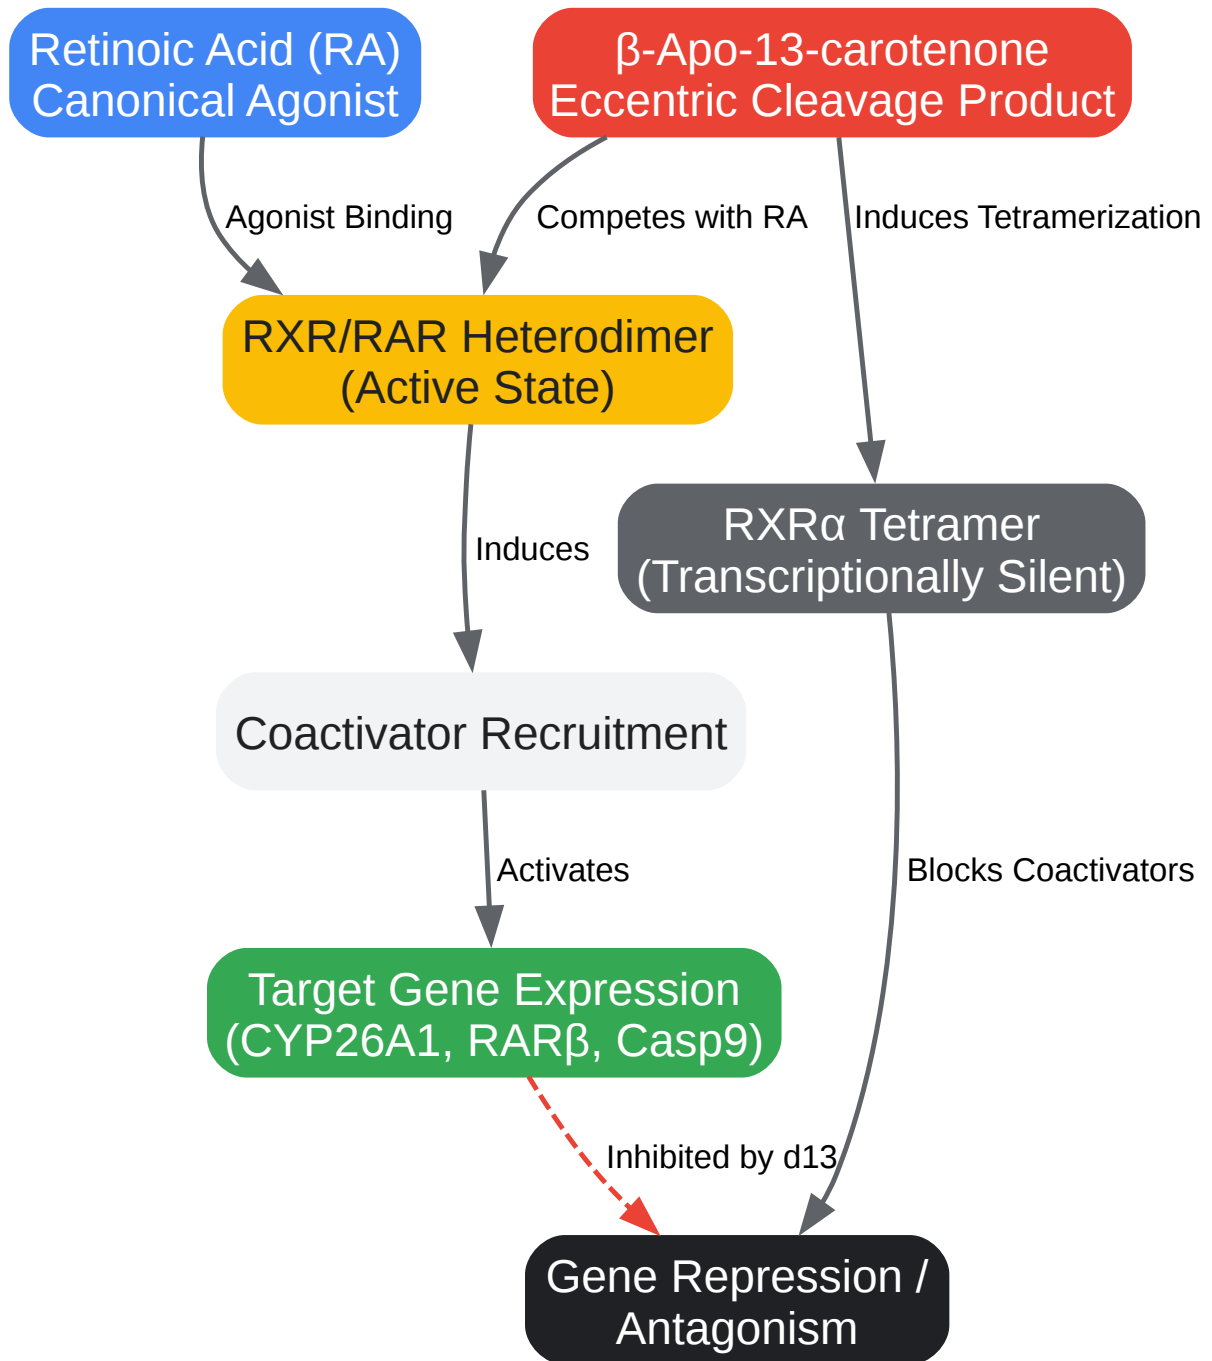 Retinoic Acid (RA)
Canonical Agonist
β-Apo-13-carotenone
Eccentric Cleavage Product
Agonist Binding
Competes with RA
Induces Tetramerization
RXR/RAR Heterodimer
(Active State)
Induces
RXRα Tetramer
(Transcriptionally Silent)
Coactivator Recruitment
Activates
Blocks Coactivators
Target Gene Expression
(CYP26A1, RARβ, Casp9)
Inhibited by d13
Gene Repression /
Antagonism